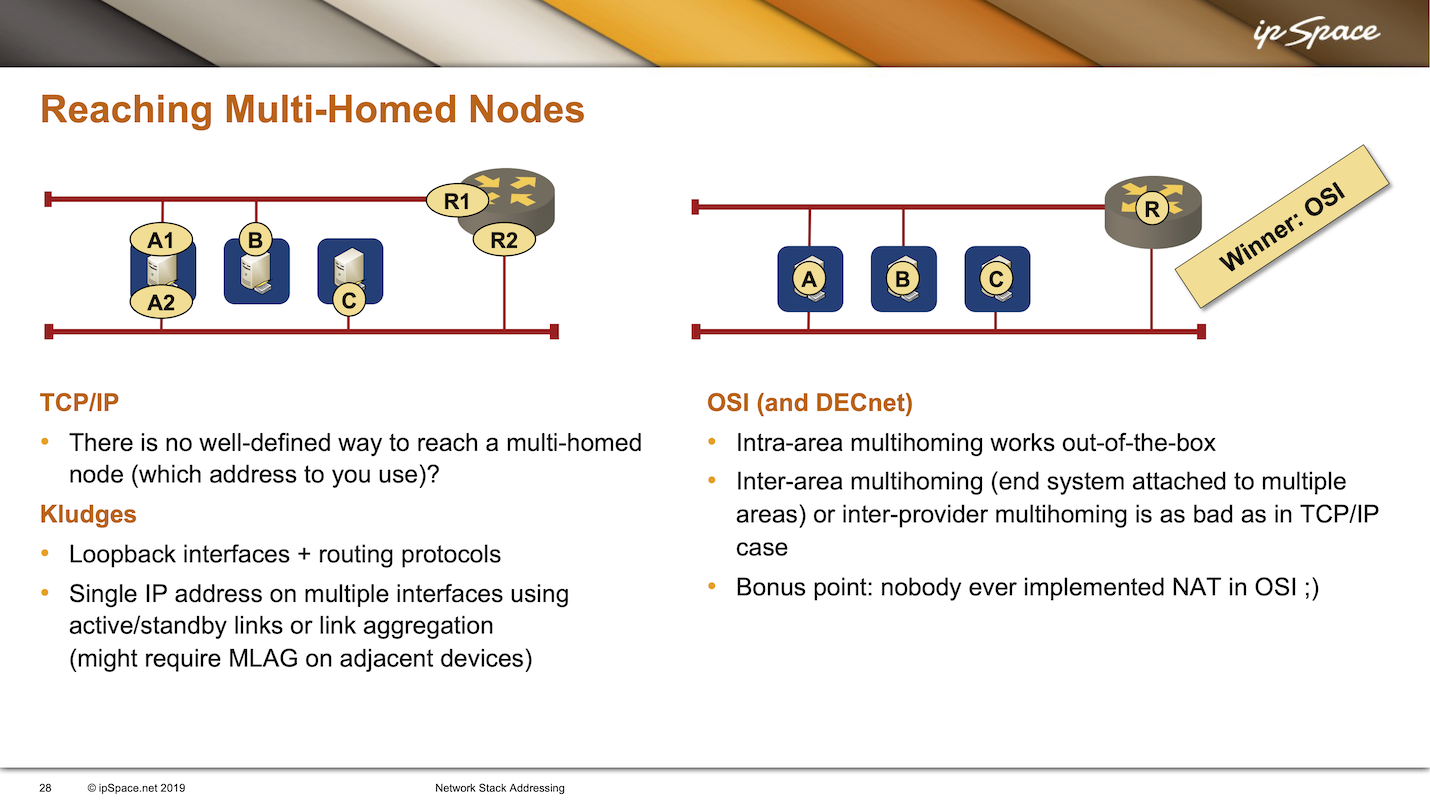 ipSpace
Reaching Multi-Homed Nodes
R1
A1
B
R2
A2
C
R
A
B
C
Winner: OSI
TCP/IP
• There is no well-defined way to reach a multi-homed
node (which address to you use)?
Kludges
• Loopback interfaces + routing protocols
• Single IP address on multiple interfaces using
active/standby links or link aggregation
(might require MLAG on adjacent devices)
OSI (and DECnet)
• Intra-area multihoming works out-of-the-box
• Inter-area multihoming (end system attached to multiple
areas) or inter-provider multihoming is as bad as in TCP/IP
case
• Bonus point: nobody ever implemented NAT in OSI ;)
28 © ipSpace.net 2019 Network Stack Addressing